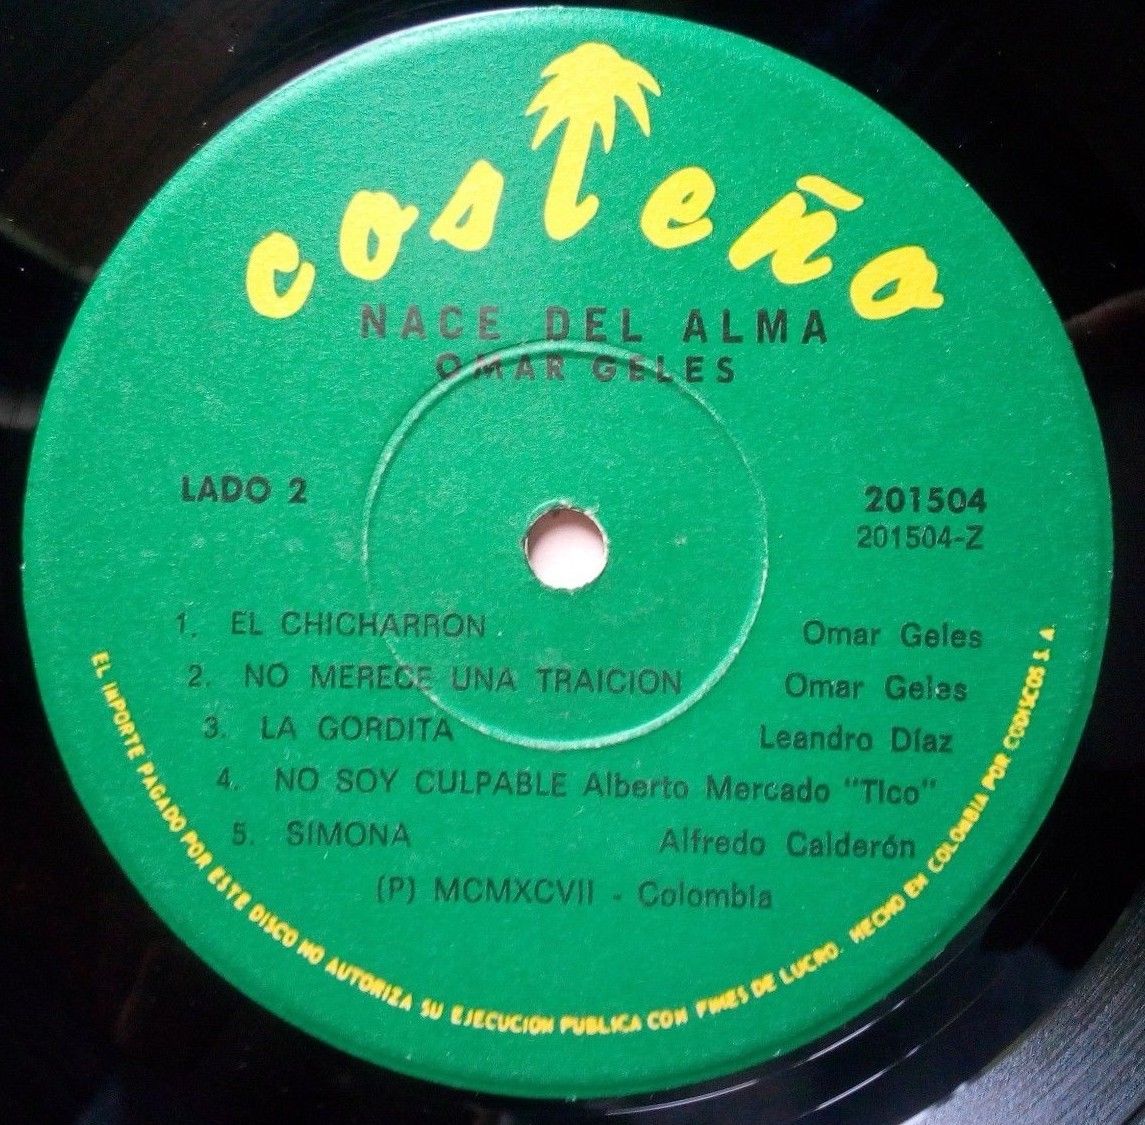 costeño
NACE DEL ALMA
OMAR GELES
LADO 2
201504
201504-Z
1. EL CHICHARRON Omar Geles
2. NO MERECE UNA TRAICION Omar Geles
3. LA GORDITA Leandro Díaz
4. NO SOY CULPABLE Alberto Mercado "Tico"
5. SIMONA Alfredo Calderón
(P) MCMXCVII - Colombia
EL IMPORTE PAGADO POR ESTE DISCO NO AUTORIZA SU EJECUCION PUBLICA CON FINES DE LUCRO. HECHO EN COLOMBIA POR CODISCOS S. A.